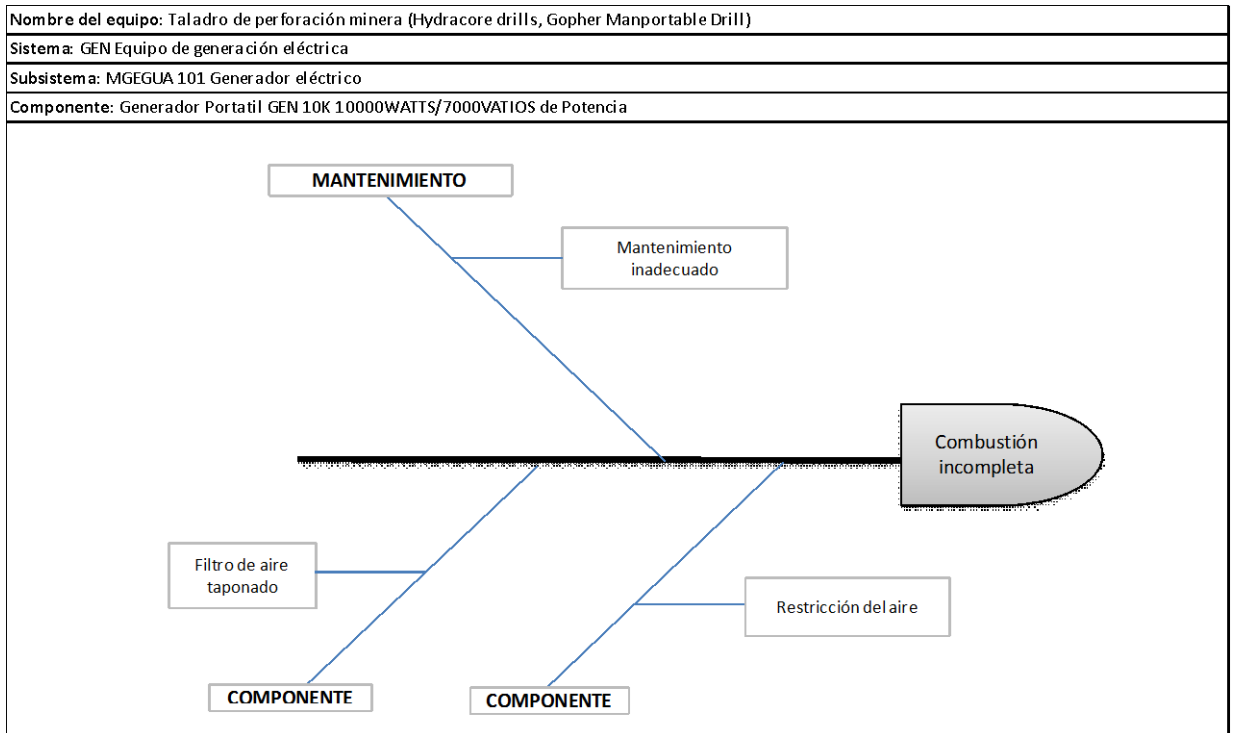 Nombre del equipo: Taladro de perforación minera (Hydracore drills, Gopher Manportable Drill)
Sistema: GEN Equipo de generación eléctrica
Subsistema: MGEGUA 101 Generador eléctrico
Componente: Generador Portatil GEN 10K 10000WATTS/7000VATIOS de Potencia
MANTENIMIENTO
Mantenimiento
inadecuado
Combustión
incompleta
Filtro de aire
taponado
Restricción del aire
COMPONENTE
COMPONENTE